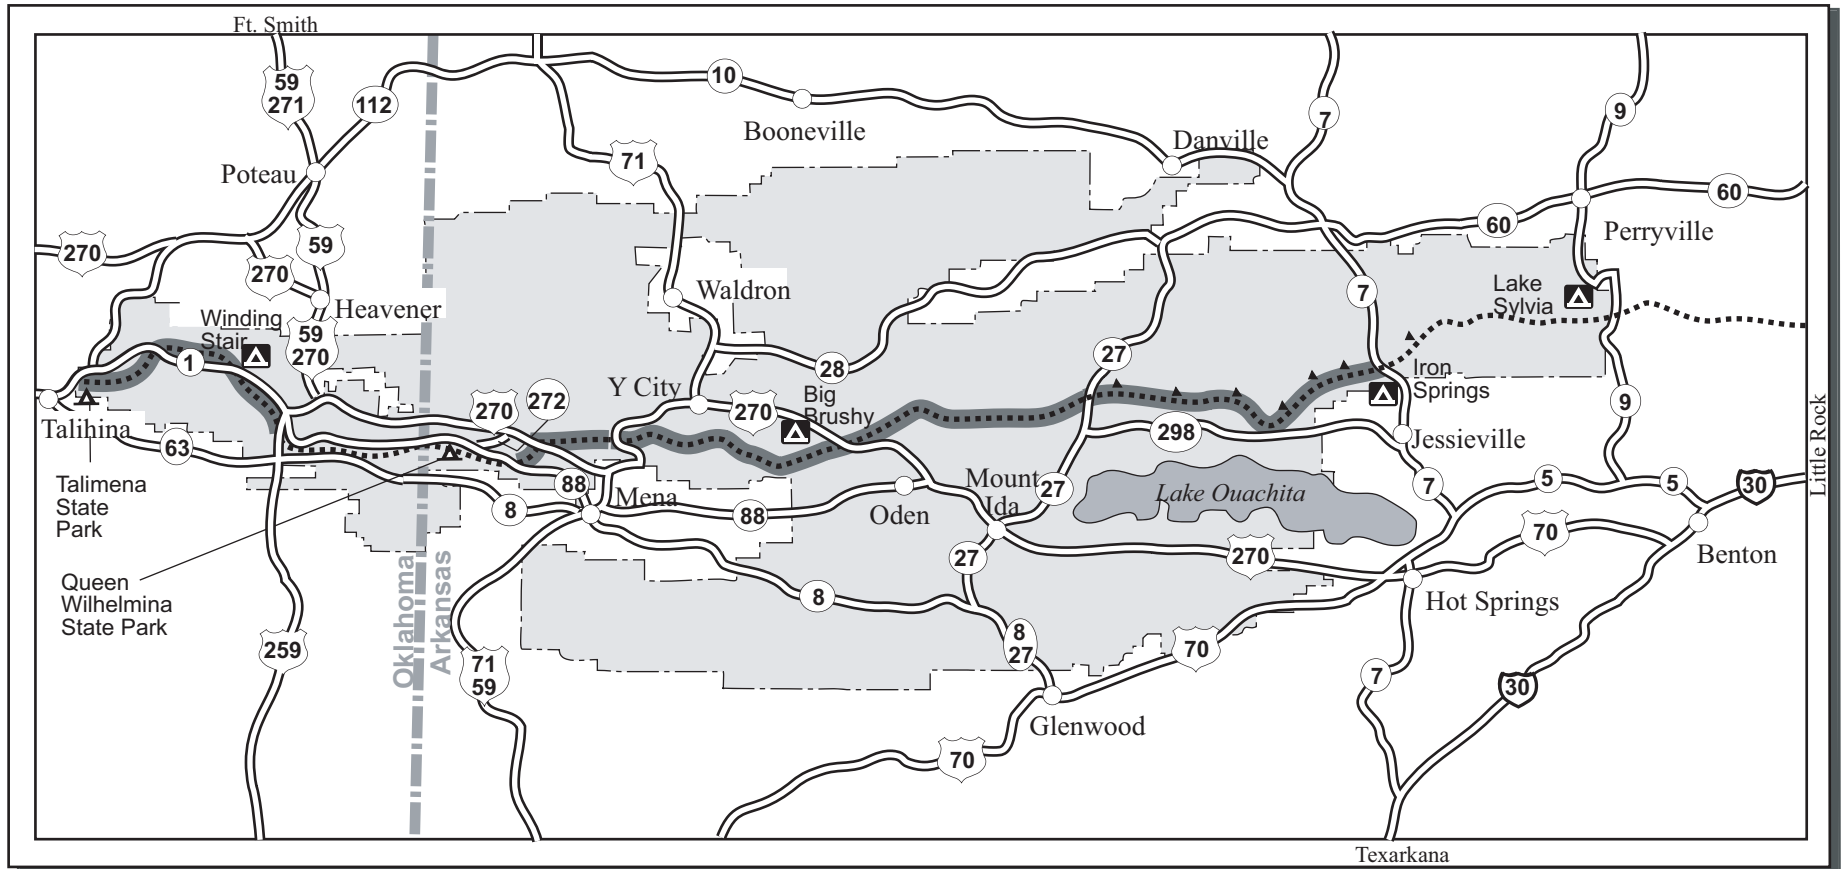 Ft. Smith
59
271
112
10
Booneville
7
9
Danville
71
Poteau
60
60
Perryville
270
59
270
Heavener
Waldron
7
Lake
Sylvia
Winding
Stair
59
270
1
28
27
Iron
Springs
Y City
270
272
270
Big
Brushy
9
Talihina
63
298
Jessieville
Little Rock
Talimena
State
Park
88
Mena
8
88
Oden
Mount
Ida
27
Lake Ouachita
7
5
5
30
70
Benton
27
270
Queen
Wilhelmina
State Park
Oklahoma
Arkansas
8
Hot Springs
259
71
59
8
27
70
7
30
Glenwood
70
Texarkana